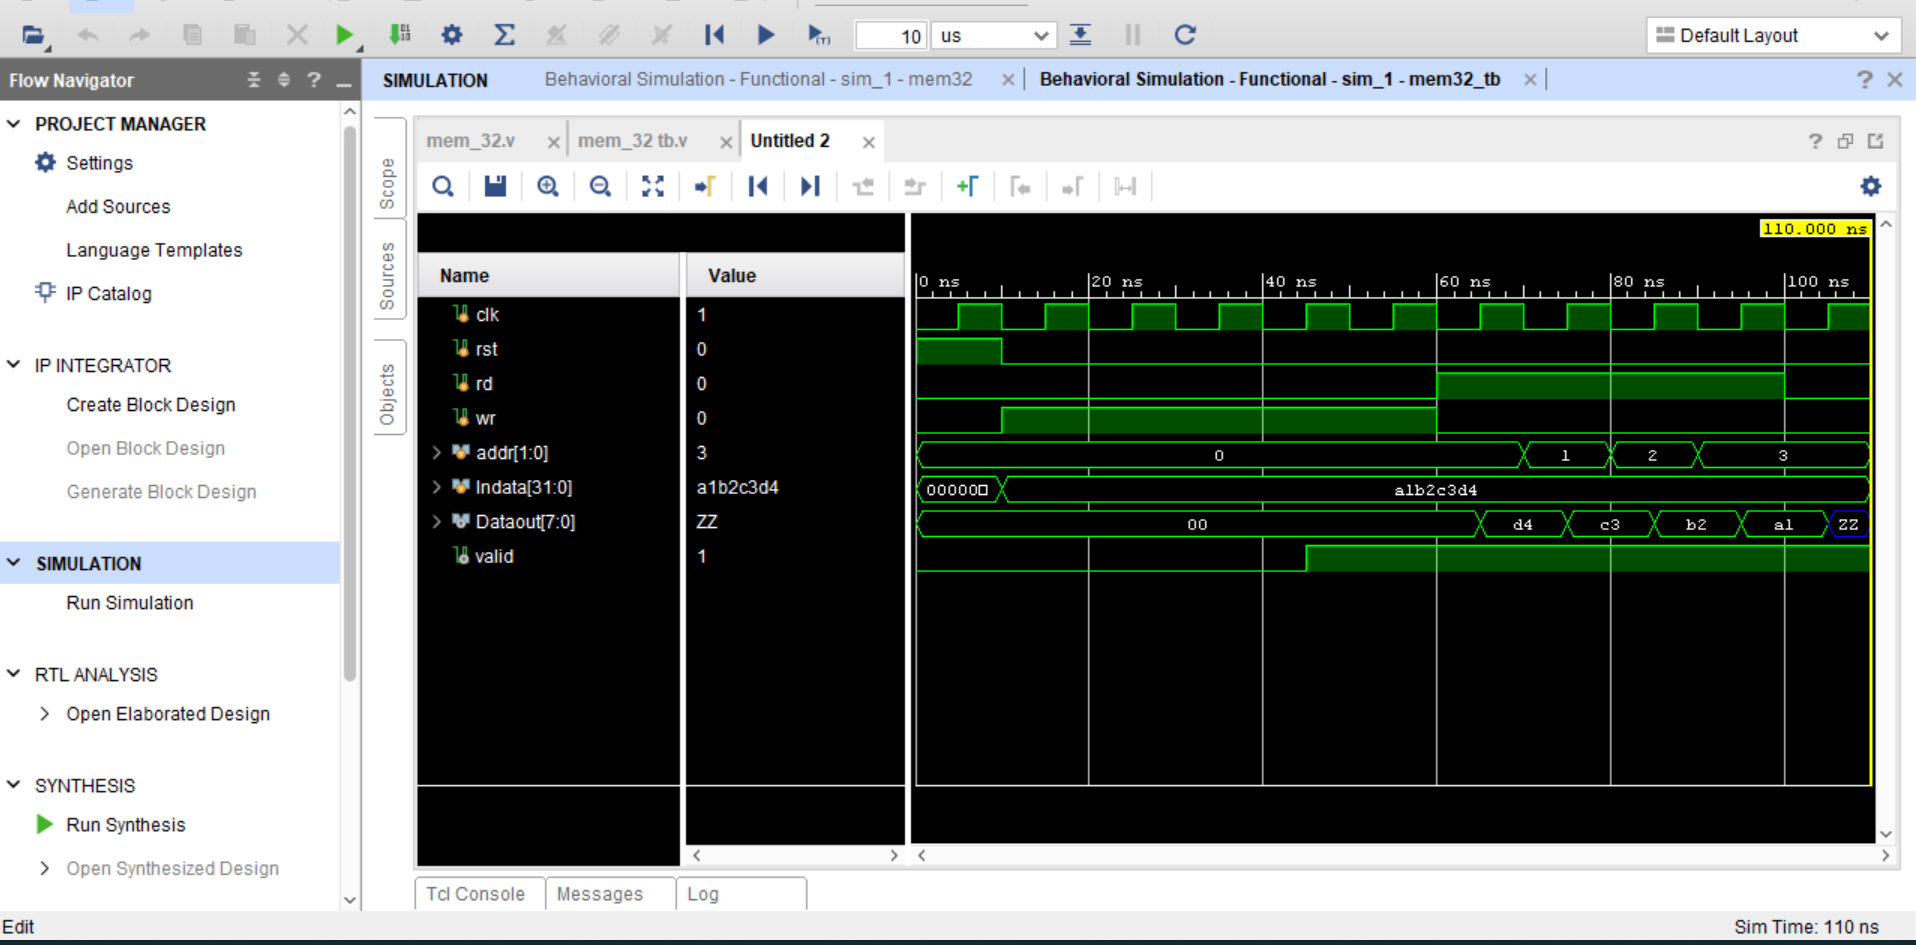 10 us
Default Layout
Flow Navigator
?
SIMULATION
Behavioral Simulation - Functional - sim_1 - mem32
Behavioral Simulation - Functional - sim_1 - mem32_tb
?
PROJECT MANAGER
Settings
Add Sources
Language Templates
IP Catalog
IP INTEGRATOR
Create Block Design
Open Block Design
Generate Block Design
SIMULATION
Run Simulation
RTL ANALYSIS
Open Elaborated Design
SYNTHESIS
Run Synthesis
Open Synthesized Design
Scope
Sources
Objects
mem_32.v
mem_32 tb.v
Untitled 2
?
110.000 ns
Name Value
0 ns 20 ns 40 ns 60 ns 80 ns 100 ns
clk 1
rst 0
rd 0
wr 0
addr[1:0] 3 0 1 2 3
Indata[31:0] a1b2c3d4 00000 a1b2c3d4
Dataout[7:0] ZZ 00 d4 c3 b2 a1 ZZ
valid 1
Tcl Console Messages Log
Edit
Sim Time: 110 ns